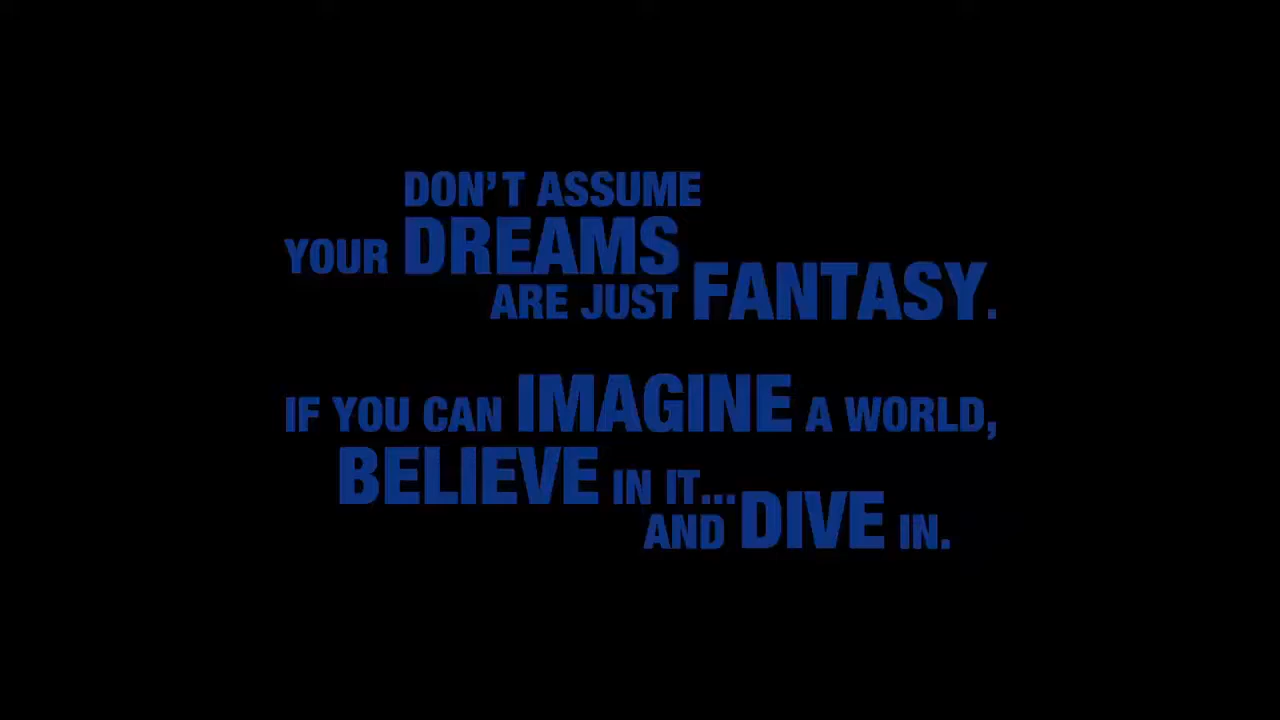 DON'T ASSUME
YOUR DREAMS
ARE JUST FANTASY.
IF YOU CAN IMAGINE A WORLD,
BELIEVE IN IT...
AND DIVE IN.